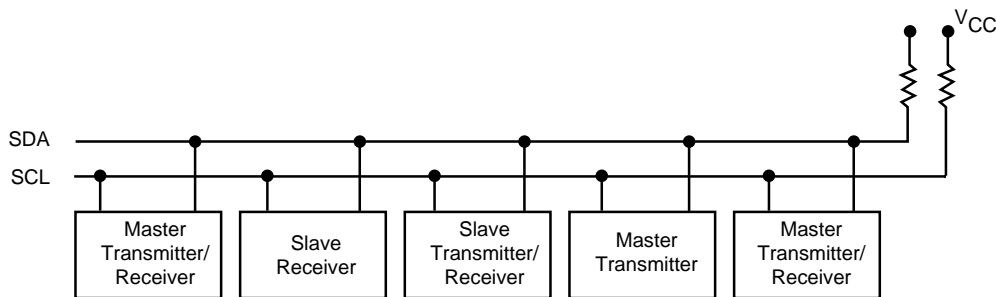 VCC
SDA
SCL
Master
Transmitter/
Receiver
Slave
Receiver
Slave
Transmitter/
Receiver
Master
Transmitter
Master
Transmitter/
Receiver